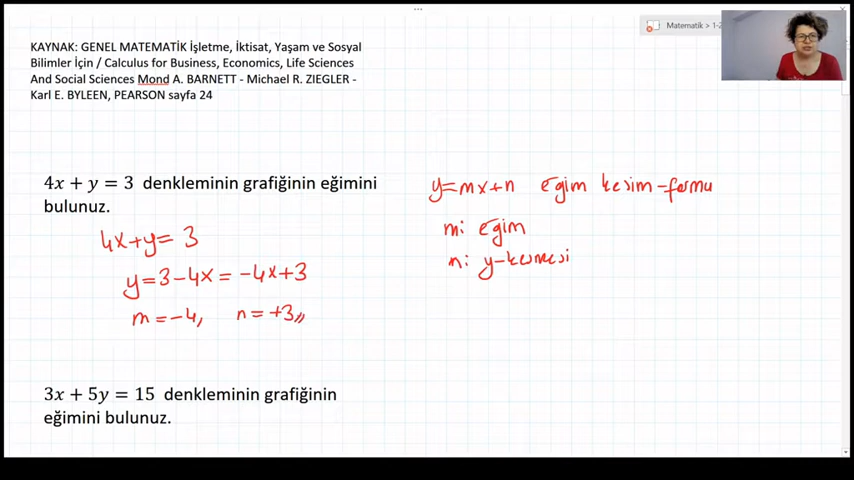 Matematik > 1-2
KAYNAK: GENEL MATEMATİK İşletme, İktisat, Yaşam ve Sosyal
Bilimler İçin / Calculus for Business, Economics, Life Sciences
And Social Sciences Mond A. BARNETT - Michael R. ZIEGLER -
Karl E. BYLEEN, PEARSON sayfa 24
4x + y = 3 denkleminin grafiğinin eğimini
bulunuz.
4x+y= 3
y=3-4x= -4x+3
m=-4, n=+3,,
y=mx+n eğim kesim-formu
m: eğim
n: y-kesmesi
3x + 5y = 15 denkleminin grafiğinin
eğimini bulunuz.